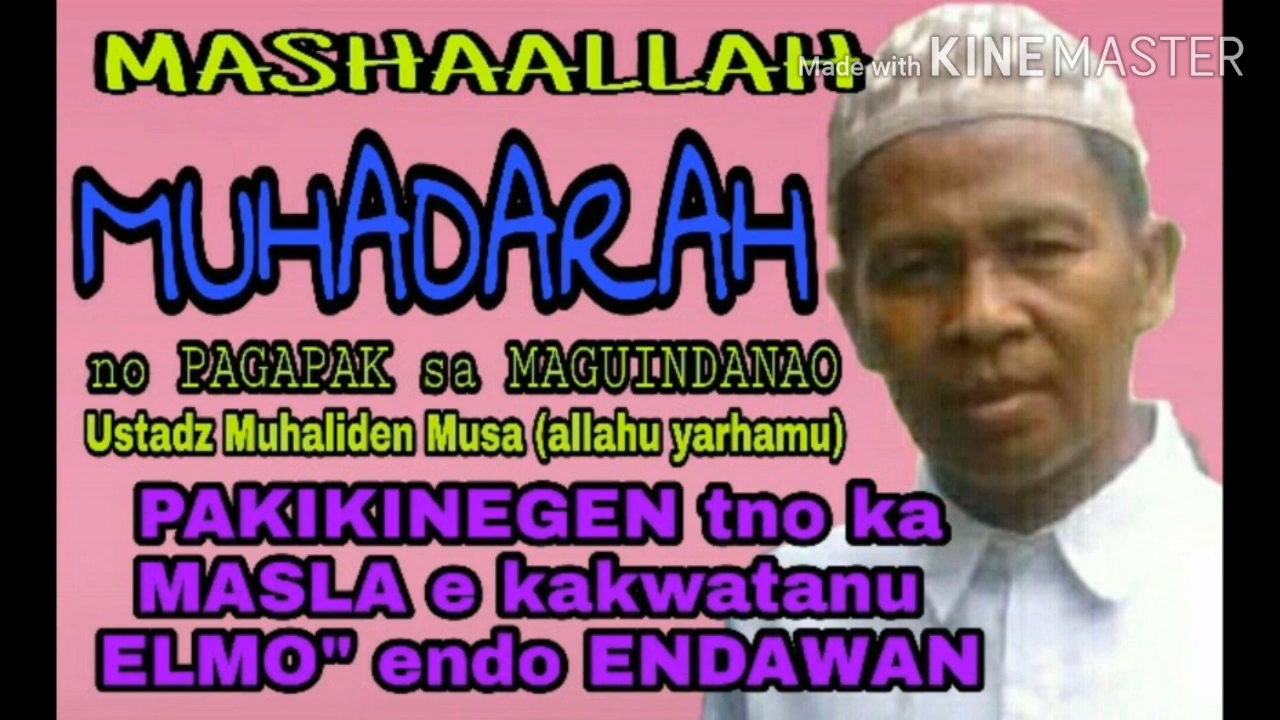 MASHAALLAH
Made with KINEMASTER
MUHADARAH
no PAGAPAK sa MAGUINDANAO
Ustadz Muhaliden Musa (allahu yarhamu)
PAKIKINEGEN tno ka
MASLA e kakwatanu
ELMO" endo ENDAWAN